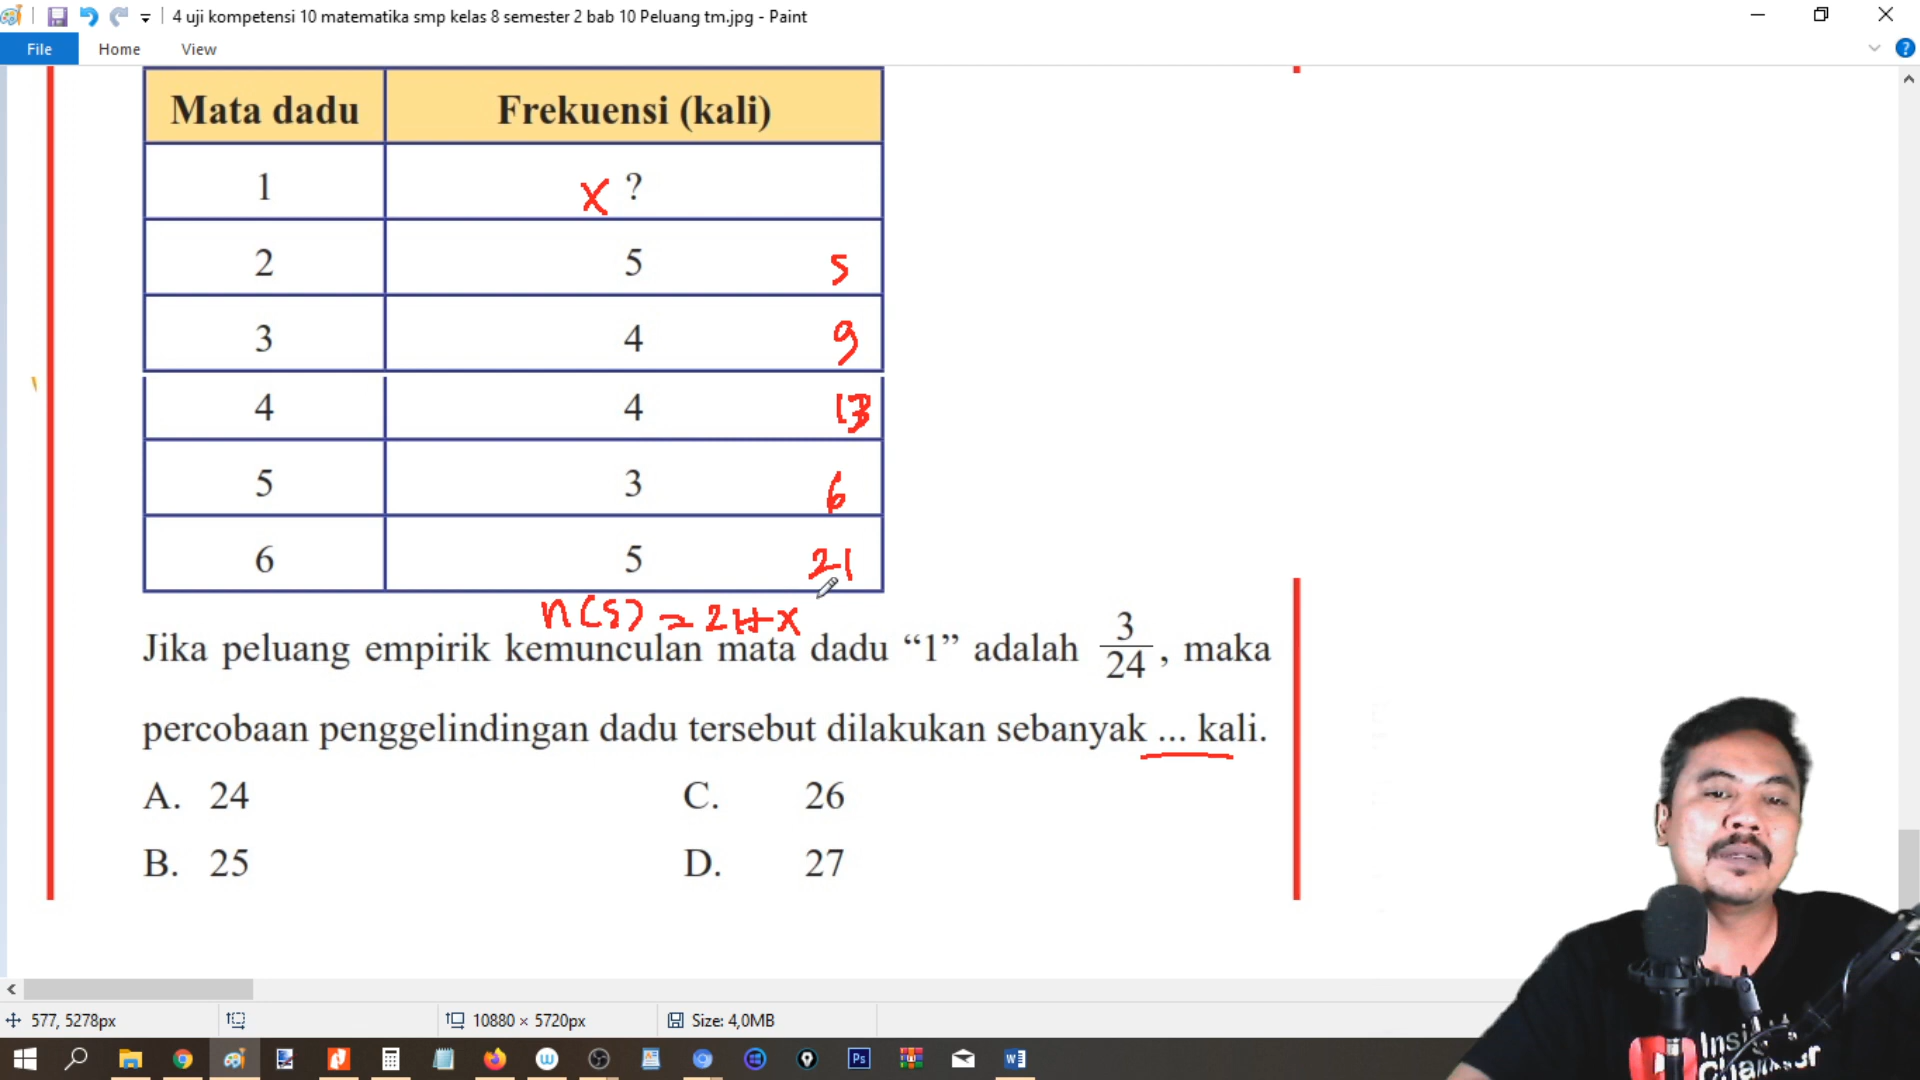 4 uji kompetensi 10 matematika smp kelas 8 semester 2 bab 10 Peluang tm.jpg - Paint
File Home View
Mata dadu Frekuensi (kali)
1 x ?
2 5 5
3 4 9
4 4 13
5 3 6
6 5 21
n(s) = 21+x
Jika peluang empirik kemunculan mata dadu “1” adalah 3/24, maka
percobaan penggelindingan dadu tersebut dilakukan sebanyak ... kali.
A. 24 C. 26
B. 25 D. 27
577, 5278px 10880 × 5720px Size: 4,0MB